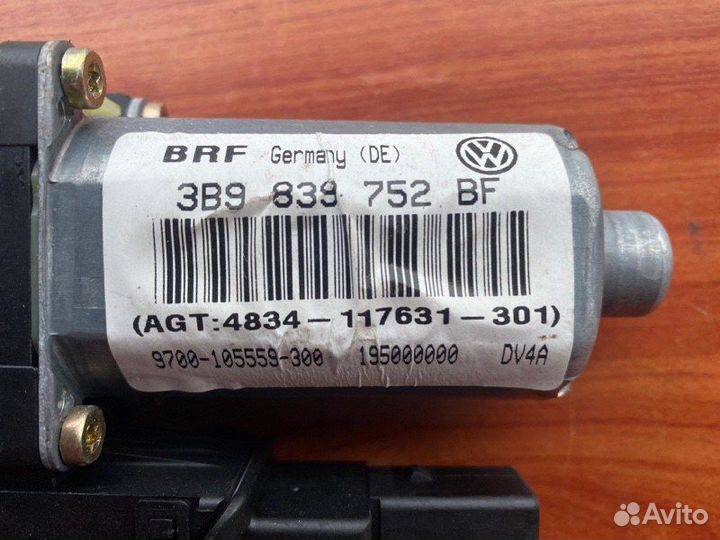 BRF Germany (DE)
3B9 839 752 BF
(AGT:4834-117631-301)
9700-105559-300 195000000 DV4A
Avito